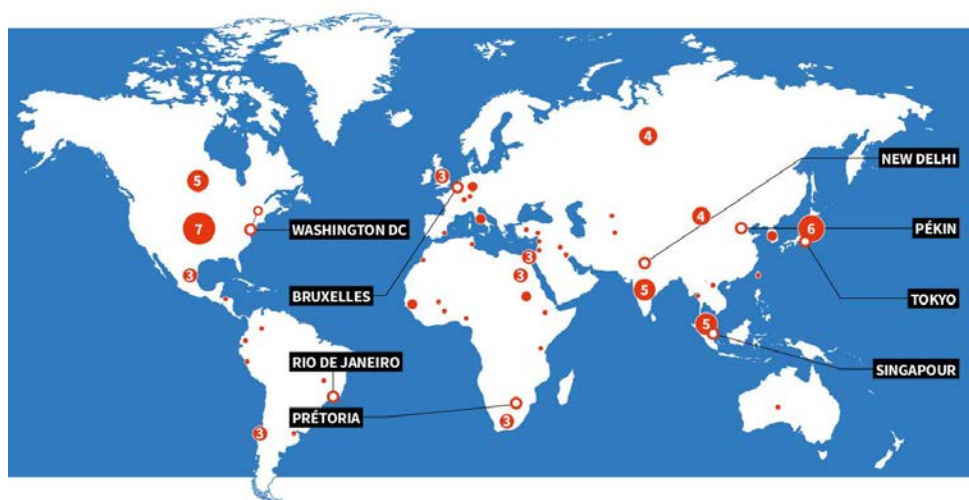 4
NEW DELHI
3
5
4
7
WASHINGTON DC
6
PÉKIN
3
3
3
BRUXELLES
5
TOKYO
5
RIO DE JANEIRO
SINGAPOUR
PRÉTORIA
3
3